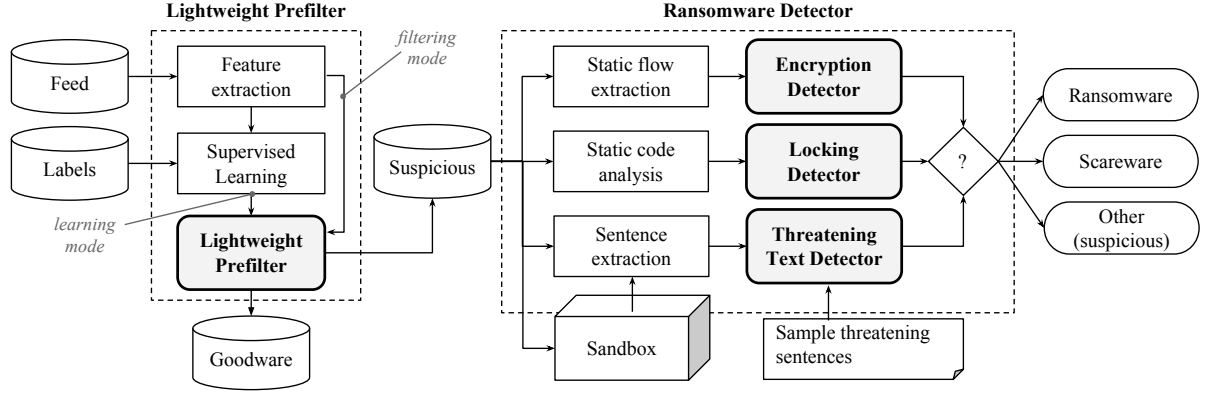 Lightweight Prefilter
Ransomware Detector
Feed
Feature
extraction
filtering
mode
Labels
Supervised
Learning
learning
mode
Lightweight
Prefilter
Goodware
Suspicious
Static flow
extraction
Encryption
Detector
Static code
analysis
Locking
Detector
Sentence
extraction
Threatening
Text Detector
Sandbox
Sample threatening
sentences
?
Ransomware
Scareware
Other
(suspicious)